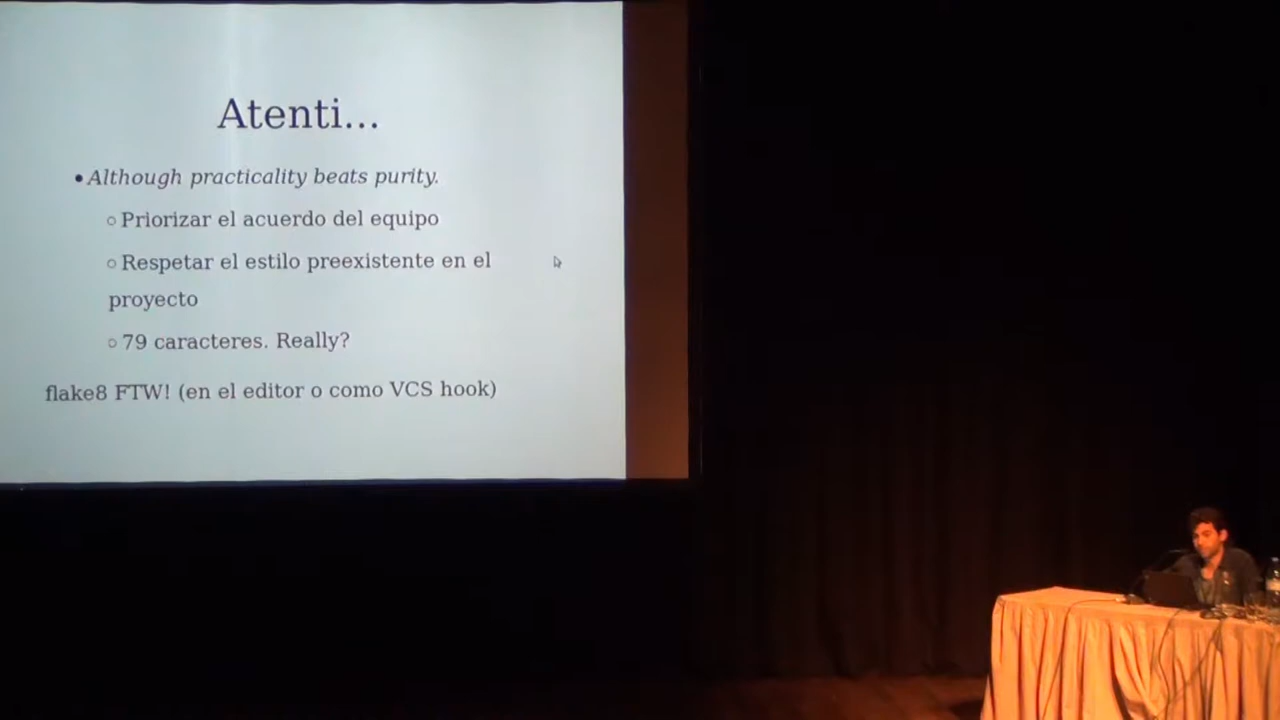 Atenti...
• Although practicality beats purity.
○ Priorizar el acuerdo del equipo
○ Respetar el estilo preexistente en el
proyecto
○ 79 caracteres. Really?
flake8 FTW! (en el editor o como VCS hook)